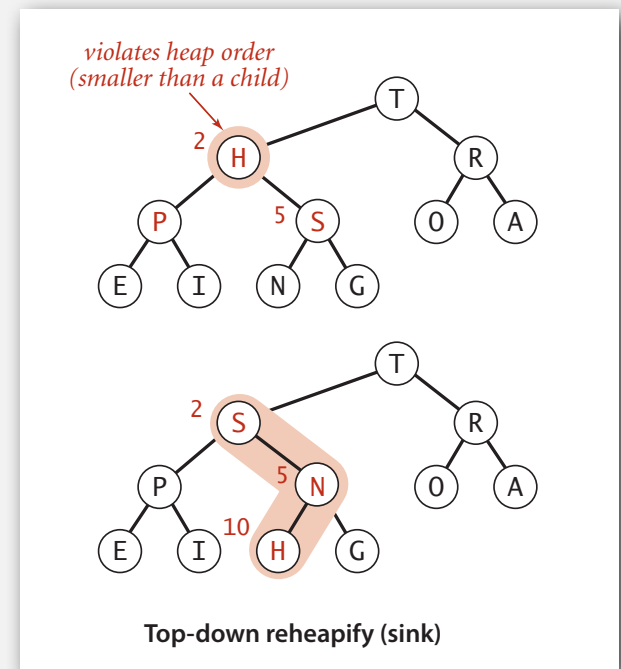 violates heap order
(smaller than a child)
T
2 H R
P 5 S O A
E I N G
T
2 S R
P 5 N O A
E I 10 H G
Top-down reheapify (sink)